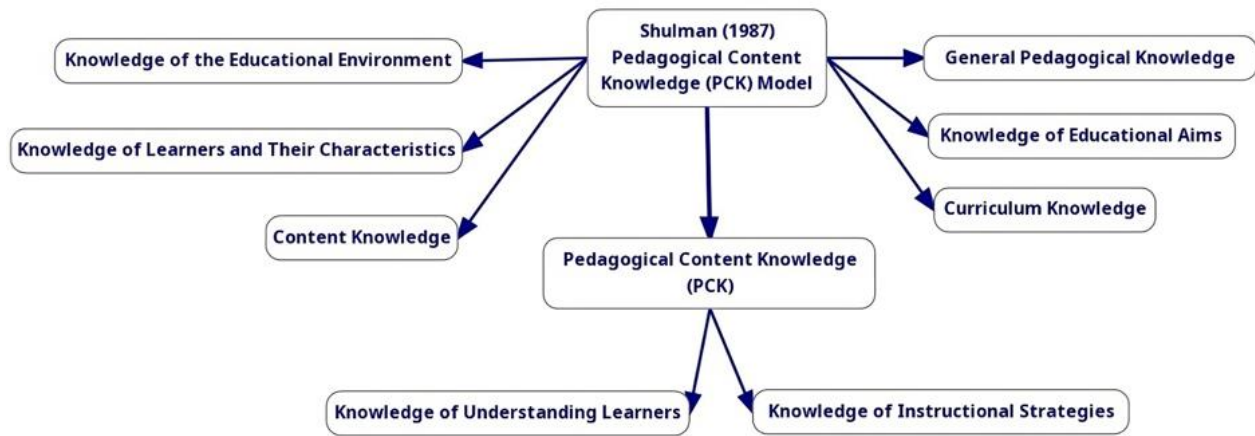 Shulman (1987)
Pedagogical Content
Knowledge (PCK) Model
Knowledge of the Educational Environment
General Pedagogical Knowledge
Knowledge of Learners and Their Characteristics
Knowledge of Educational Aims
Content Knowledge
Curriculum Knowledge
Pedagogical Content Knowledge
(PCK)
Knowledge of Understanding Learners
Knowledge of Instructional Strategies